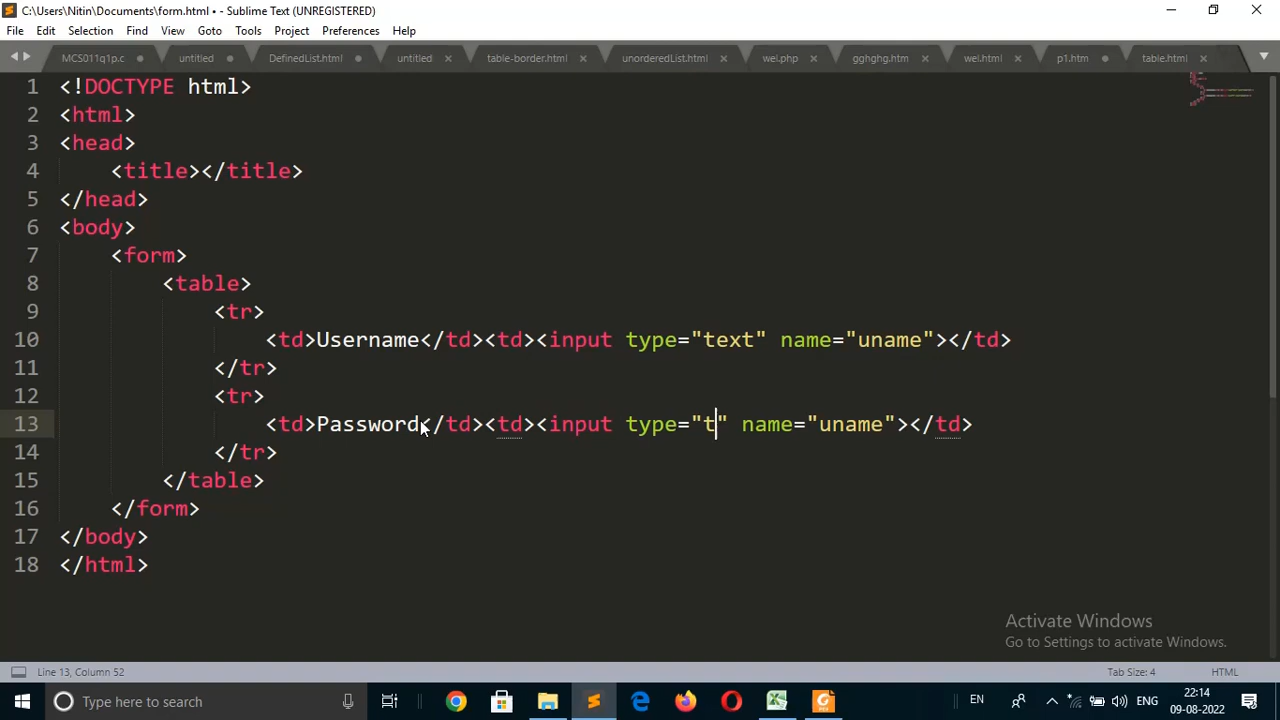 C:\Users\Nitin\Documents\form.html • - Sublime Text (UNREGISTERED)
File Edit Selection Find View Goto Tools Project Preferences Help
MCS011q1p.c untitled DefinedList.html untitled table-border.html unorderedList.html wel.php gghghg.htm wel.html p1.htm table.html
1 <!DOCTYPE html>
2 <html>
3 <head>
4 <title></title>
5 </head>
6 <body>
7 <form>
8 <table>
9 <tr>
10 <td>Username</td><td><input type="text" name="uname"></td>
11 </tr>
12 <tr>
13 <td>Password</td><td><input type="t" name="uname"></td>
14 </tr>
15 </table>
16 </form>
17 </body>
18 </html>
Activate Windows
Go to Settings to activate Windows.
Line 13, Column 52 Tab Size: 4 HTML
Type here to search EN ENG 22:14
09-08-2022